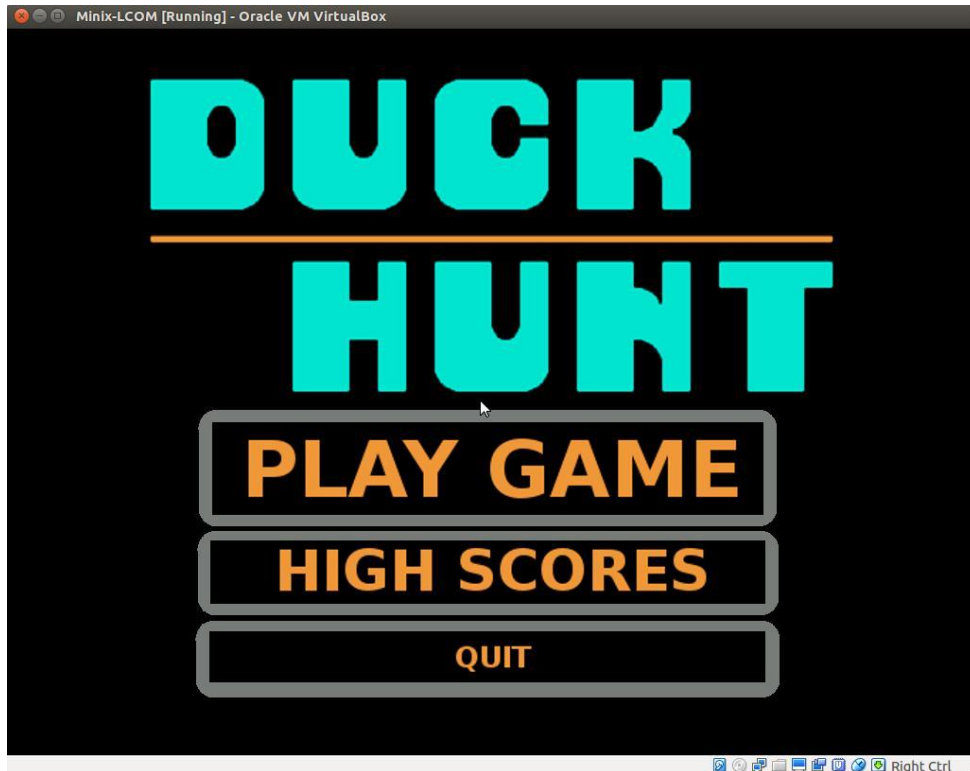 Minix-LCOM [Running] - Oracle VM VirtualBox
DUCK
HUNT
PLAY GAME
HIGH SCORES
QUIT
Right Ctrl